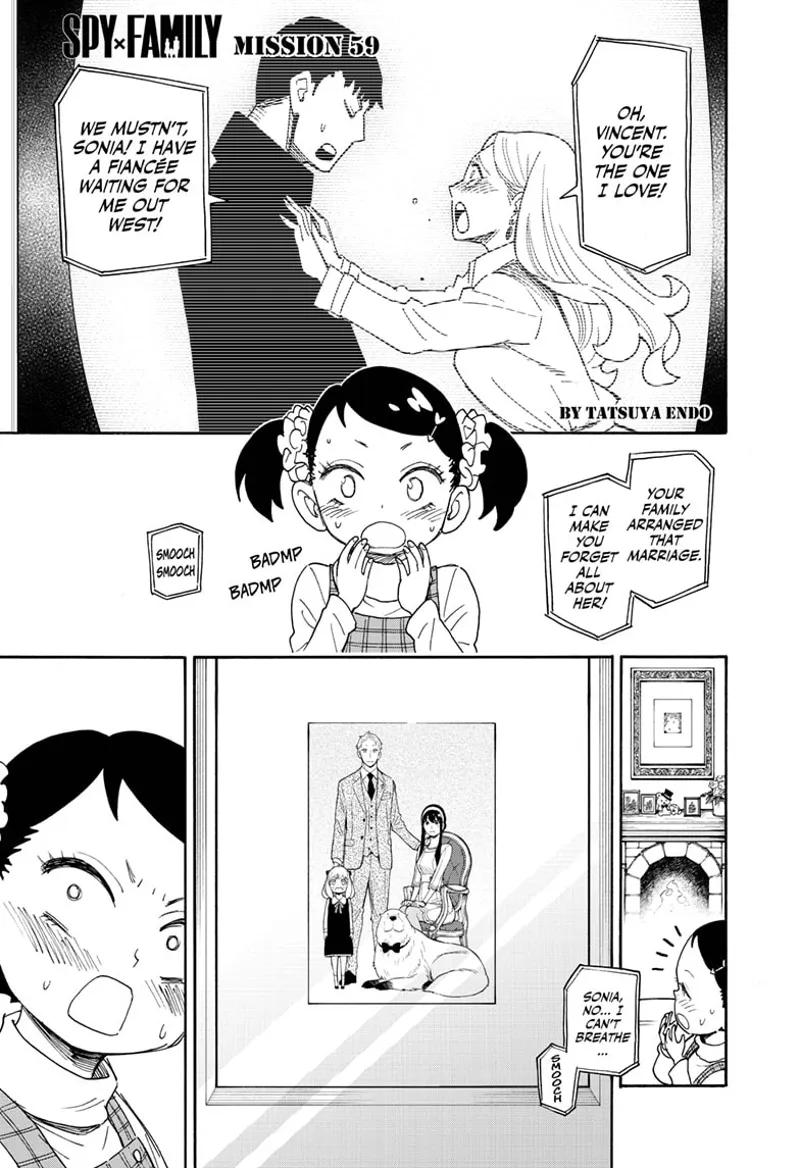 SPY×FAMILY MISSION 59
OH,
VINCENT.
YOU'RE
THE ONE
I LOVE!
WE MUSTN'T,
SONIA! I HAVE
A FIANCÉE
WAITING FOR
ME OUT
WEST!
BY TATSUYA ENDO
YOUR
FAMILY
ARRANGED
THAT
MARRIAGE.
I CAN
MAKE
YOU
FORGET
ALL
ABOUT
HER!
BADMP
BADMP
SMOOCH
SMOOCH
SONIA,
NO... I
CAN'T
BREATHE
...
SMOOCH